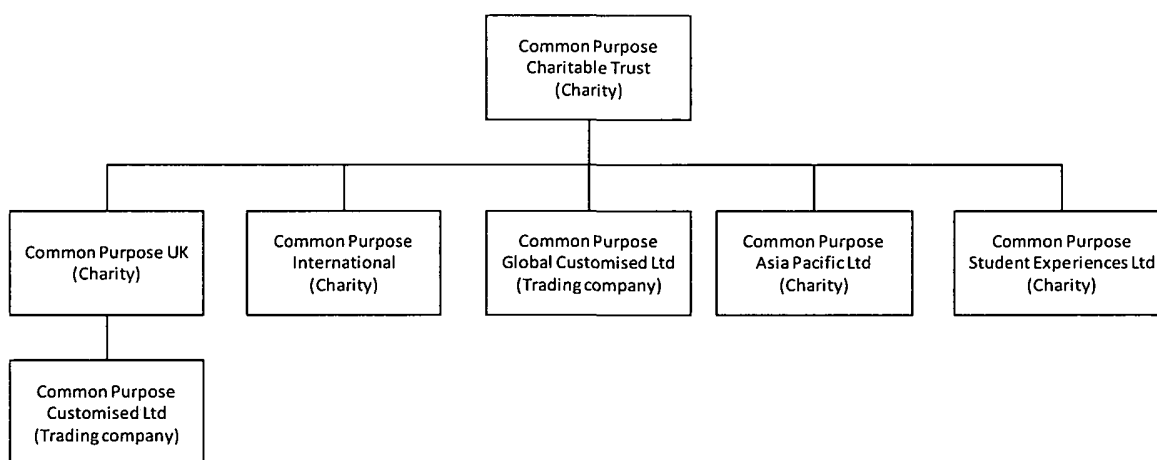 Common Purpose
Charitable Trust
(Charity)
Common Purpose UK
(Charity)
Common Purpose
International
(Charity)
Common Purpose
Global Customised Ltd
(Trading company)
Common Purpose
Asia Pacific Ltd
(Charity)
Common Purpose
Student Experiences Ltd
(Charity)
Common Purpose
Customised Ltd
(Trading company)